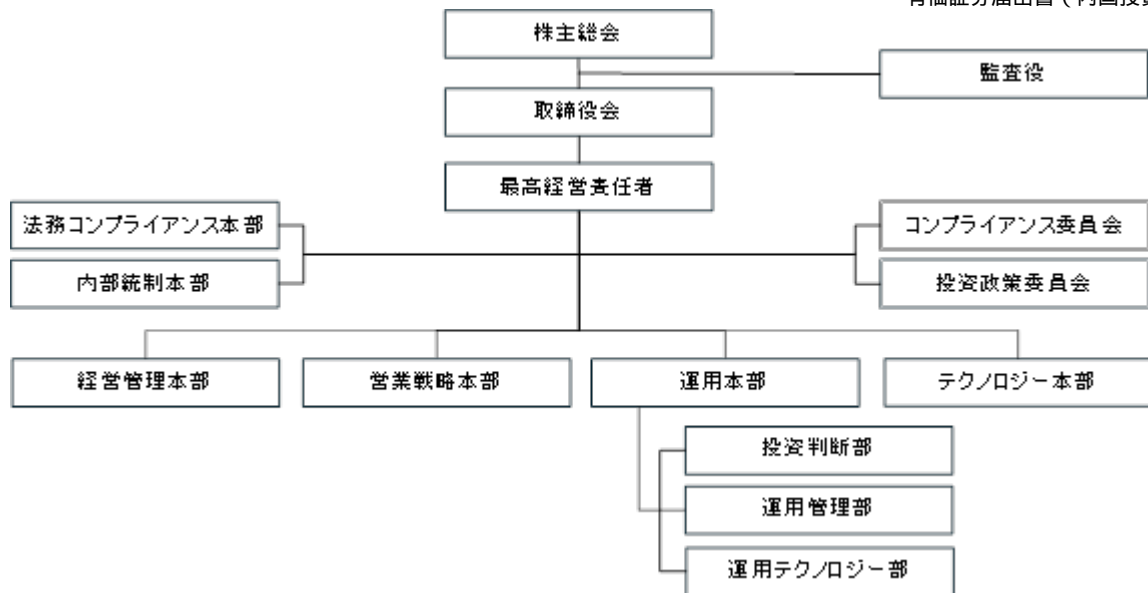 株主総会
監査役
取締役会
最高経営責任者
法務コンプライアンス本部
コンプライアンス委員会
内部統制本部
投資政策委員会
経営管理本部
営業戦略本部
運用本部
テクノロジー本部
投資判断部
運用管理部
運用テクノロジー部